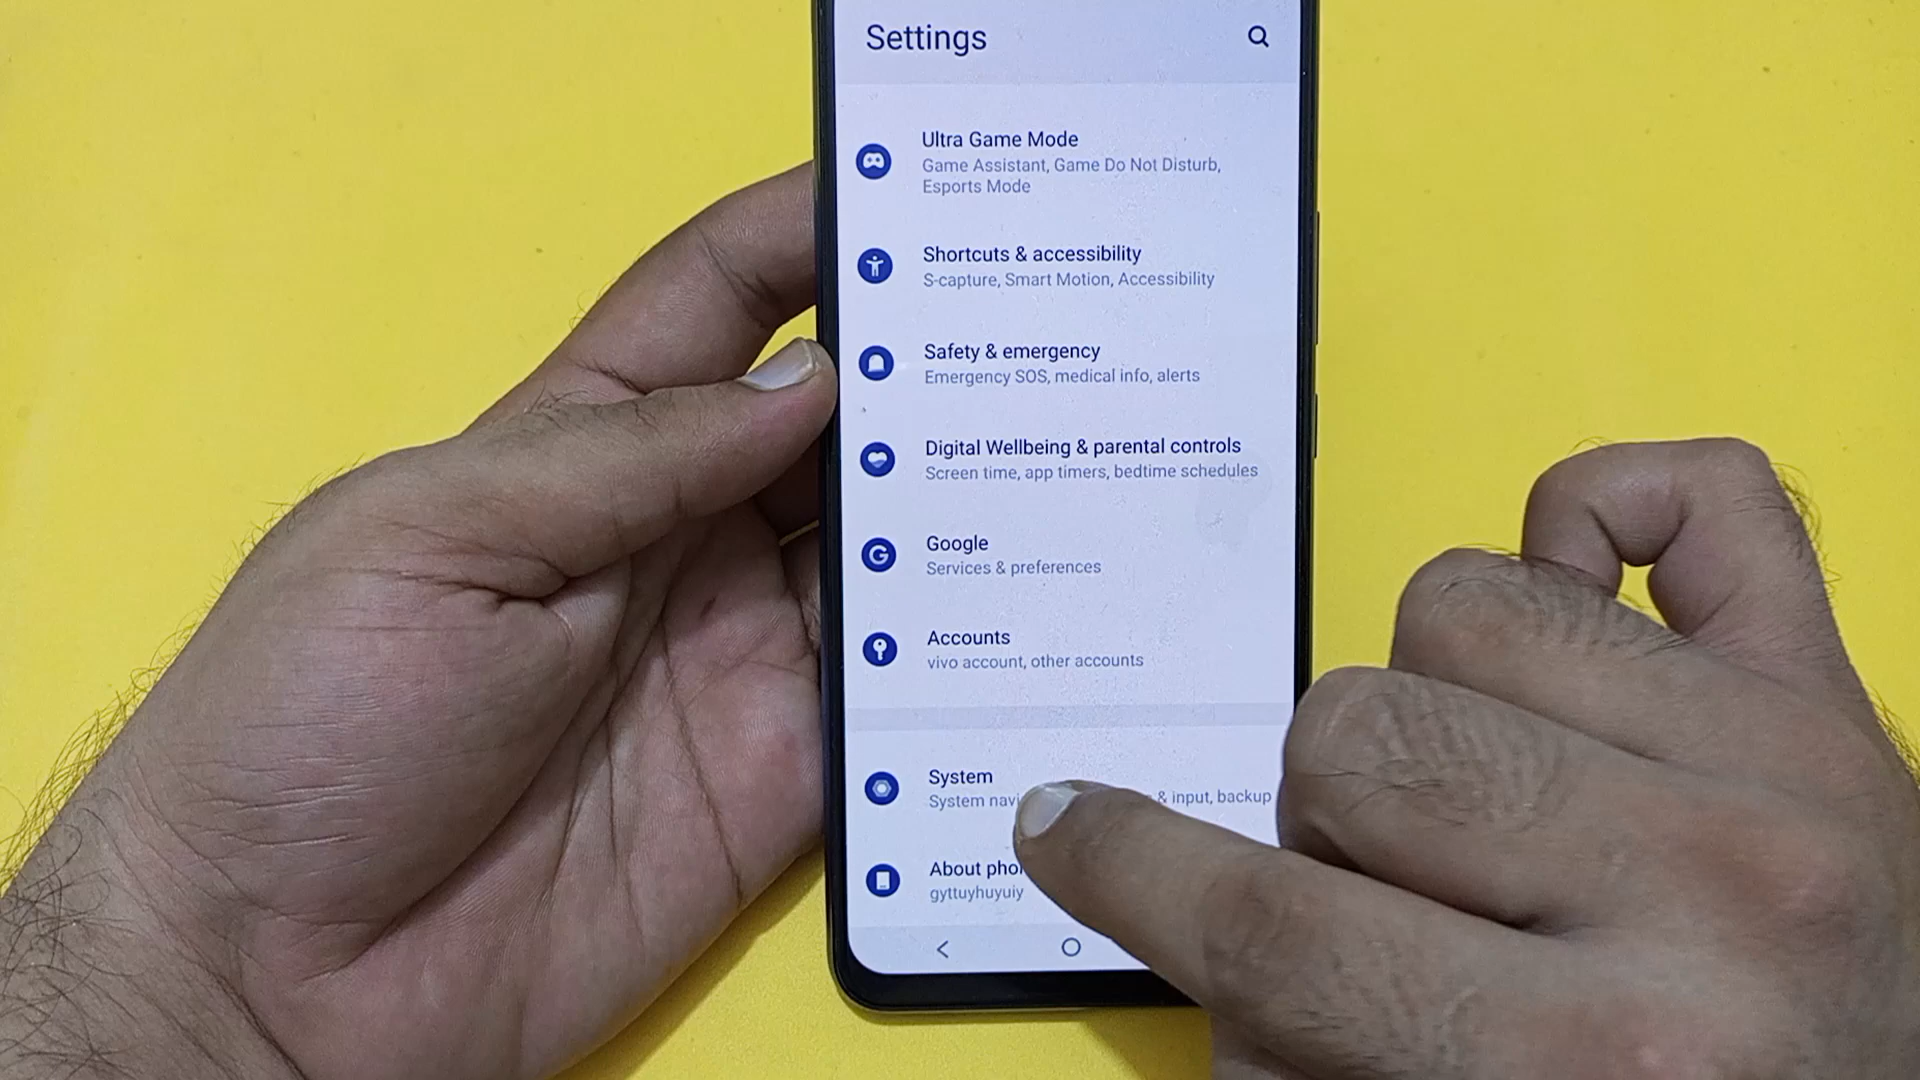 Settings
Ultra Game Mode
Game Assistant, Game Do Not Disturb,
Esports Mode
Shortcuts & accessibility
S-capture, Smart Motion, Accessibility
Safety & emergency
Emergency SOS, medical info, alerts
Digital Wellbeing & parental controls
Screen time, app timers, bedtime schedules
Google
Services & preferences
Accounts
vivo account, other accounts
System
System & input, backup
About
gyttuyhuyuiy